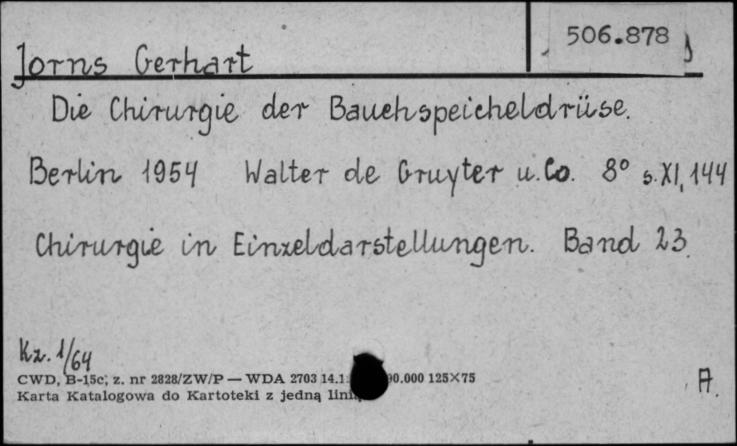 506.878
Jorns Gerhart
Die Chirurgie der Bauchspeicheldrüse.
Berlin 1954 Walter de Gruyter u. Co. 8° s. XI, 144
Chirurgie in Einzeldarstellungen. Band 23.
Kz. 1/64
CWD, B-15c, z. nr 2828/ZW/P — WDA 2703 14.1 00.000 125×75
Karta Katalogowa do Kartoteki z jedną
A.